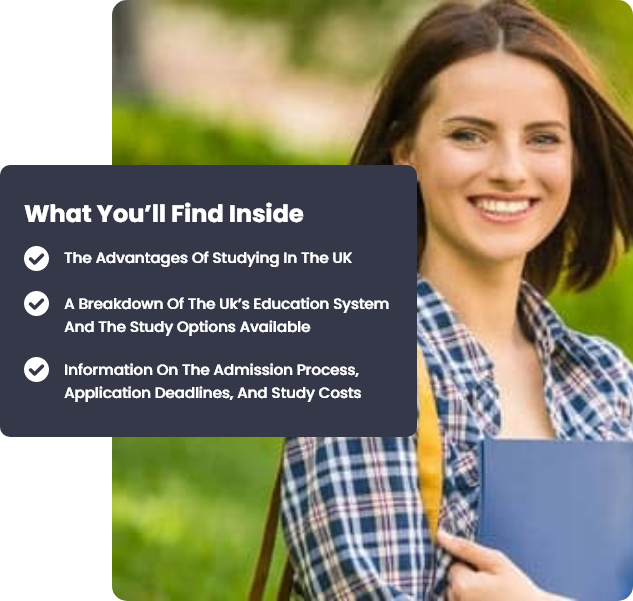 What You’ll Find Inside
The Advantages Of Studying In The UK
A Breakdown Of The Uk’s Education System
And The Study Options Available
Information On The Admission Process,
Application Deadlines, And Study Costs